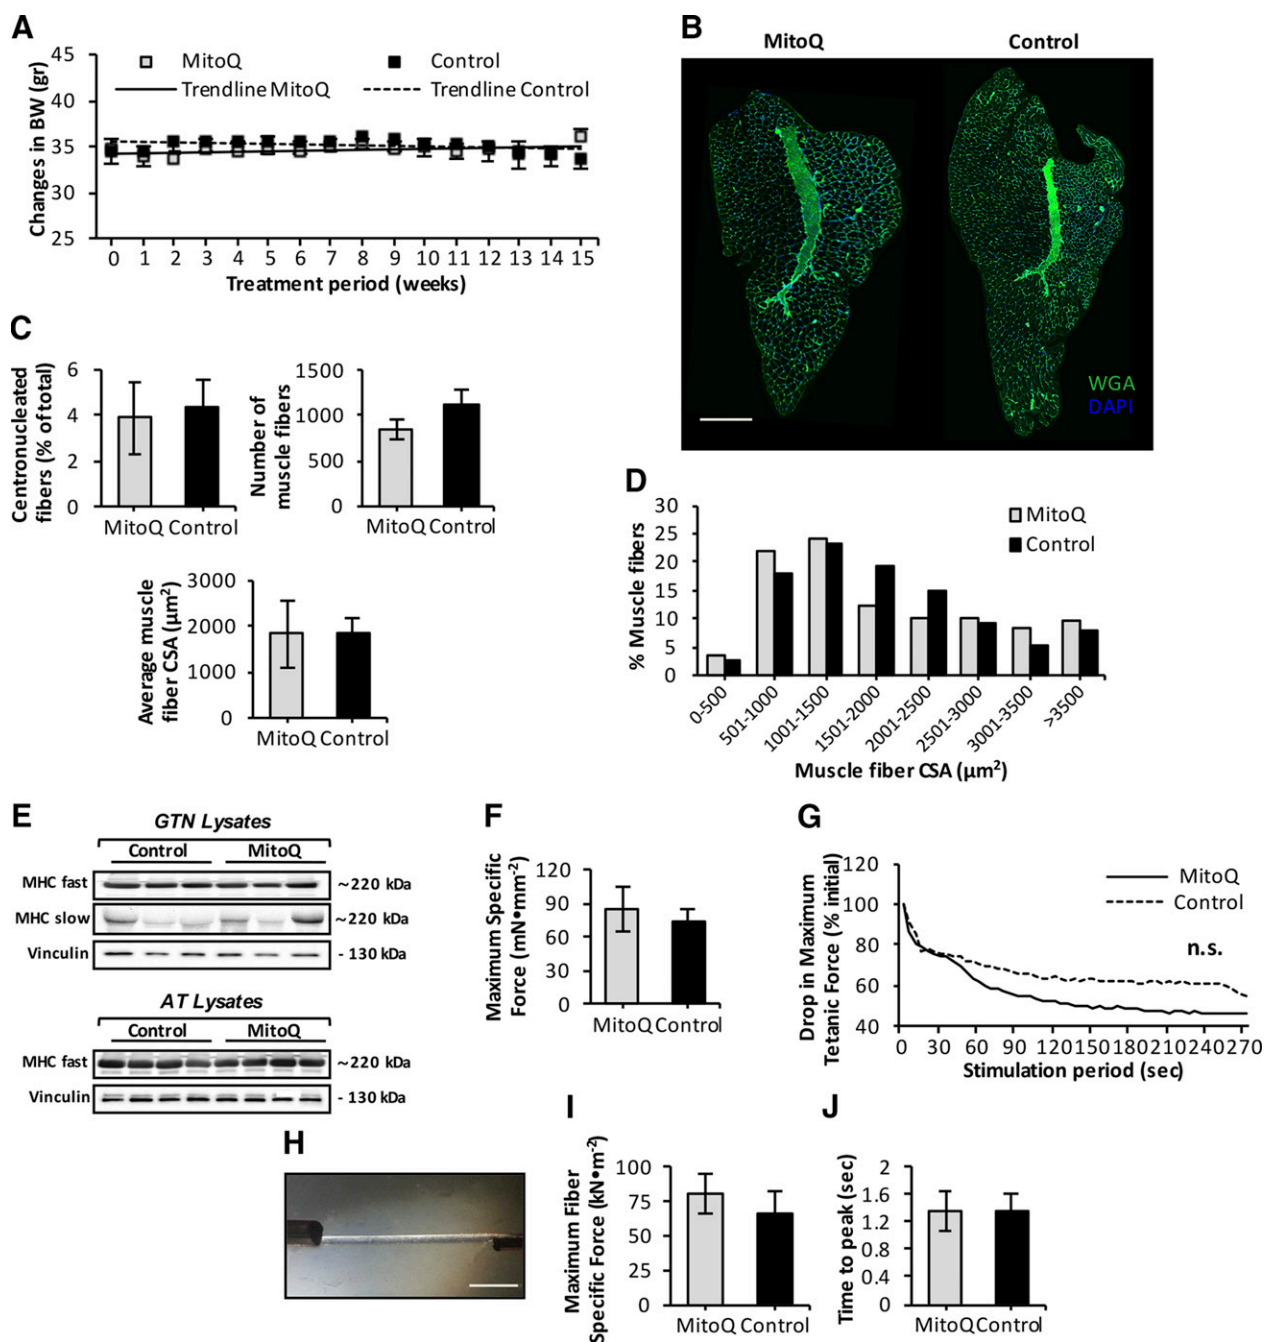 A
MitoQ
Control
Trendline MitoQ
Trendline Control
Changes in BW (gr)
45
40
35
30
25
0 1 2 3 4 5 6 7 8 9 10 11 12 13 14 15
Treatment period (weeks)
B
MitoQ
Control
WGA
DAPI
C
Centronucleated
fibers (% of total)
6
4
2
0
MitoQ Control
Number of
muscle fibers
1500
1000
500
0
MitoQ Control
Average muscle
fiber CSA (µm²)
3000
2000
1000
0
MitoQ Control
D
% Muscle fibers
30
25
20
15
10
5
0
MitoQ
Control
0-500
501-1000
1001-1500
1501-2000
2001-2500
2501-3000
3001-3500
>3500
Muscle fiber CSA (µm²)
E
GTN Lysates
Control MitoQ
MHC fast ~220 kDa
MHC slow ~220 kDa
Vinculin - 130 kDa
AT Lysates
Control MitoQ
MHC fast ~220 kDa
Vinculin - 130 kDa
F
Maximum Specific
Force (mN•mm⁻²)
120
90
60
30
0
MitoQ Control
G
Drop in Maximum
Tetanic Force (% initial)
120
100
80
60
40
MitoQ
Control
n.s.
0 30 60 90 120 150 180 210 240 270
Stimulation period (sec)
H
I
Maximum Fiber
Specific Force (kN•m⁻²)
100
75
50
25
0
MitoQ Control
J
Time to peak (sec)
2
1.6
1.2
0.8
0.4
0
MitoQ Control